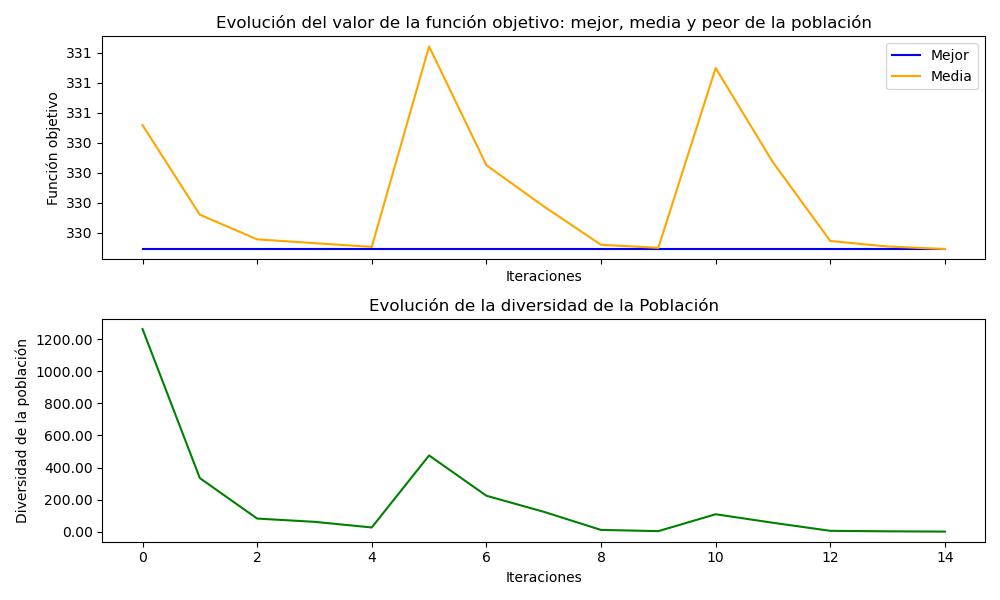 Evolución del valor de la función objetivo: mejor, media y peor de la población
Función objetivo
331
331
331
330
330
330
330
Mejor
Media
Iteraciones
Evolución de la diversidad de la Población
Diversidad de la población
1200.00
1000.00
800.00
600.00
400.00
200.00
0.00
0 2 4 6 8 10 12 14
Iteraciones